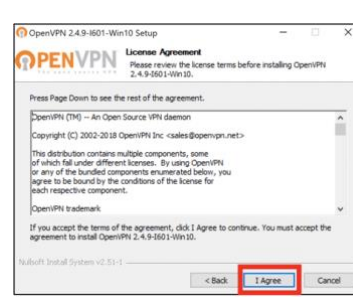 OpenVPN 2.4.9-I601-Win10 Setup
OPENVPN
License Agreement
Please review the license terms before installing OpenVPN
2.4.9-I601-Win10.
Press Page Down to see the rest of the agreement.
OpenVPN (TM) -- An Open Source VPN daemon
Copyright (C) 2002-2018 OpenVPN Inc <sales@openvpn.net>
This distribution contains multiple components, some
of which fall under different licenses. By using OpenVPN
or any of the bundled components enumerated below, you
agree to be bound by the conditions of the license for
each respective component.
OpenVPN trademark
If you accept the terms of the agreement, click I Agree to continue. You must accept the
agreement to install OpenVPN 2.4.9-I601-Win10.
Nullsoft Install System v2.51-1
< Back
I Agree
Cancel